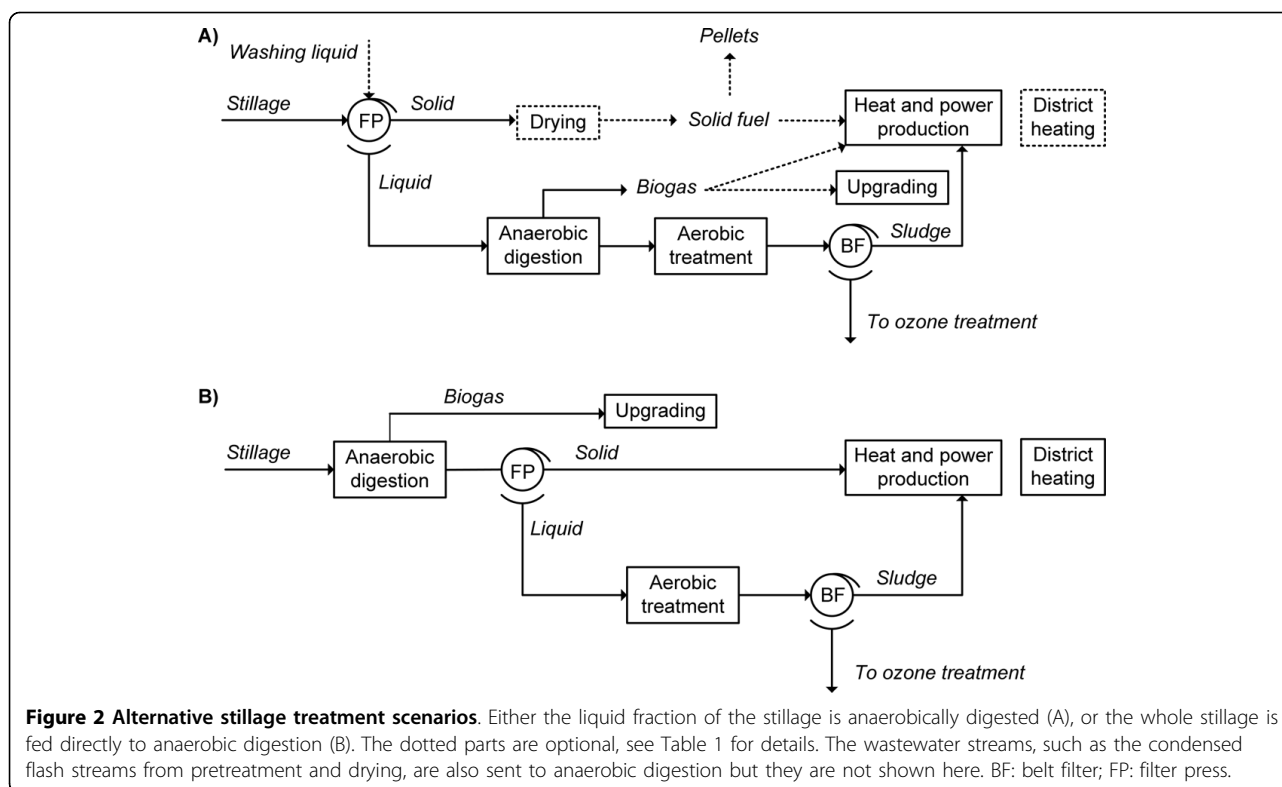 A)
Washing liquid
Pellets
Stillage
FP
Solid
Drying
Solid fuel
Heat and power
production
District
heating
Liquid
Biogas
Upgrading
Anaerobic
digestion
Aerobic
treatment
BF
Sludge
To ozone treatment
B)
Biogas
Upgrading
Stillage
Anaerobic
digestion
FP
Solid
Heat and power
production
District
heating
Liquid
Aerobic
treatment
BF
Sludge
To ozone treatment
Figure 2 Alternative stillage treatment scenarios. Either the liquid fraction of the stillage is anaerobically digested (A), or the whole stillage is
fed directly to anaerobic digestion (B). The dotted parts are optional, see Table 1 for details. The wastewater streams, such as the condensed
flash streams from pretreatment and drying, are also sent to anaerobic digestion but they are not shown here. BF: belt filter; FP: filter press.